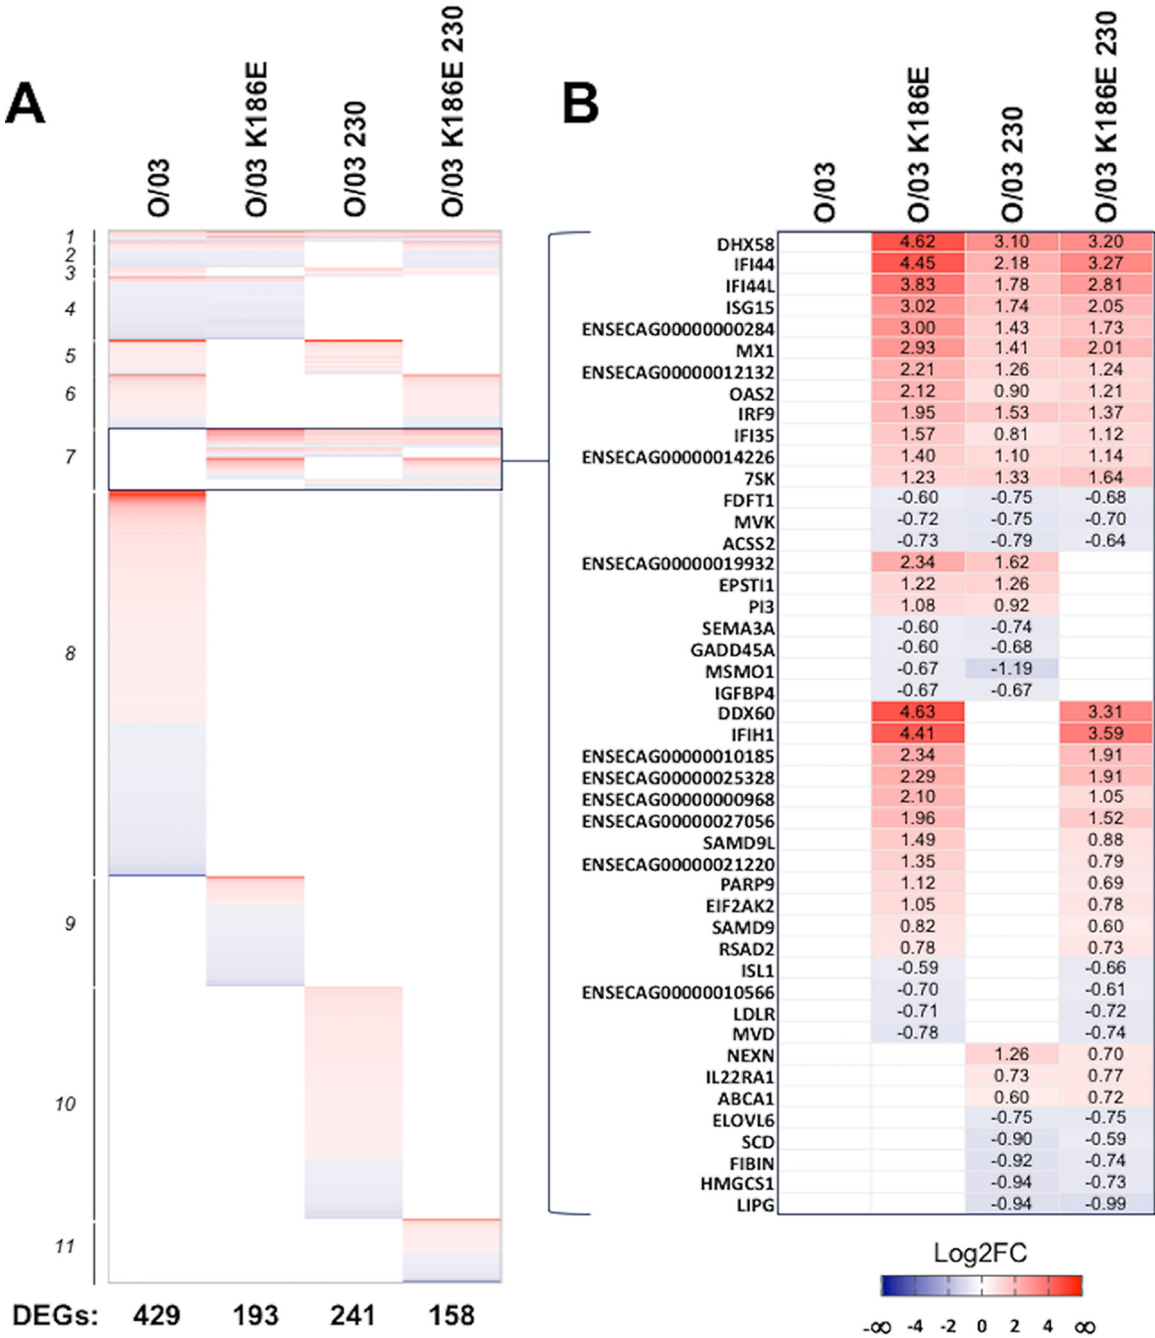 A
O/03
O/03 K186E
O/03 230
O/03 K186E 230
1
2
3
4
5
6
7
8
9
10
11
DEGs: 429 193 241 158
B
O/03
O/03 K186E
O/03 230
O/03 K186E 230
DHX58 4.62 3.10 3.20
IFI44 4.45 2.18 3.27
IFI44L 3.83 1.78 2.81
ISG15 3.02 1.74 2.05
ENSECAG00000000284 3.00 1.43 1.73
MX1 2.93 1.41 2.01
ENSECAG00000012132 2.21 1.26 1.24
OAS2 2.12 0.90 1.21
IRF9 1.95 1.53 1.37
IFI35 1.57 0.81 1.12
ENSECAG00000014226 1.40 1.10 1.14
7SK 1.23 1.33 1.64
FDFT1 -0.60 -0.75 -0.68
MVK -0.72 -0.75 -0.70
ACSS2 -0.73 -0.79 -0.64
ENSECAG00000019932 2.34 1.62
EPSTI1 1.22 1.26
PI3 1.08 0.92
SEMA3A -0.60 -0.74
GADD45A -0.60 -0.68
MSMO1 -0.67 -1.19
IGFBP4 -0.67 -0.67
DDX60 4.63 3.31
IFIH1 4.41 3.59
ENSECAG00000010185 2.34 1.91
ENSECAG00000025328 2.29 1.91
ENSECAG00000000968 2.10 1.05
ENSECAG00000027056 1.96 1.52
SAMD9L 1.49 0.88
ENSECAG00000021220 1.35 0.79
PARP9 1.12 0.69
EIF2AK2 1.05 0.78
SAMD9 0.82 0.60
RSAD2 0.78 0.73
ISL1 -0.59 -0.66
ENSECAG00000010566 -0.70 -0.61
LDLR -0.71 -0.72
MVD -0.78 -0.74
NEXN 1.26 0.70
IL22RA1 0.73 0.77
ABCA1 0.60 0.72
ELOVL6 -0.75 -0.75
SCD -0.90 -0.59
FIBIN -0.92 -0.74
HMGCS1 -0.94 -0.73
LIPG -0.94 -0.99
Log2FC
-∞ -4 -2 0 2 4 ∞